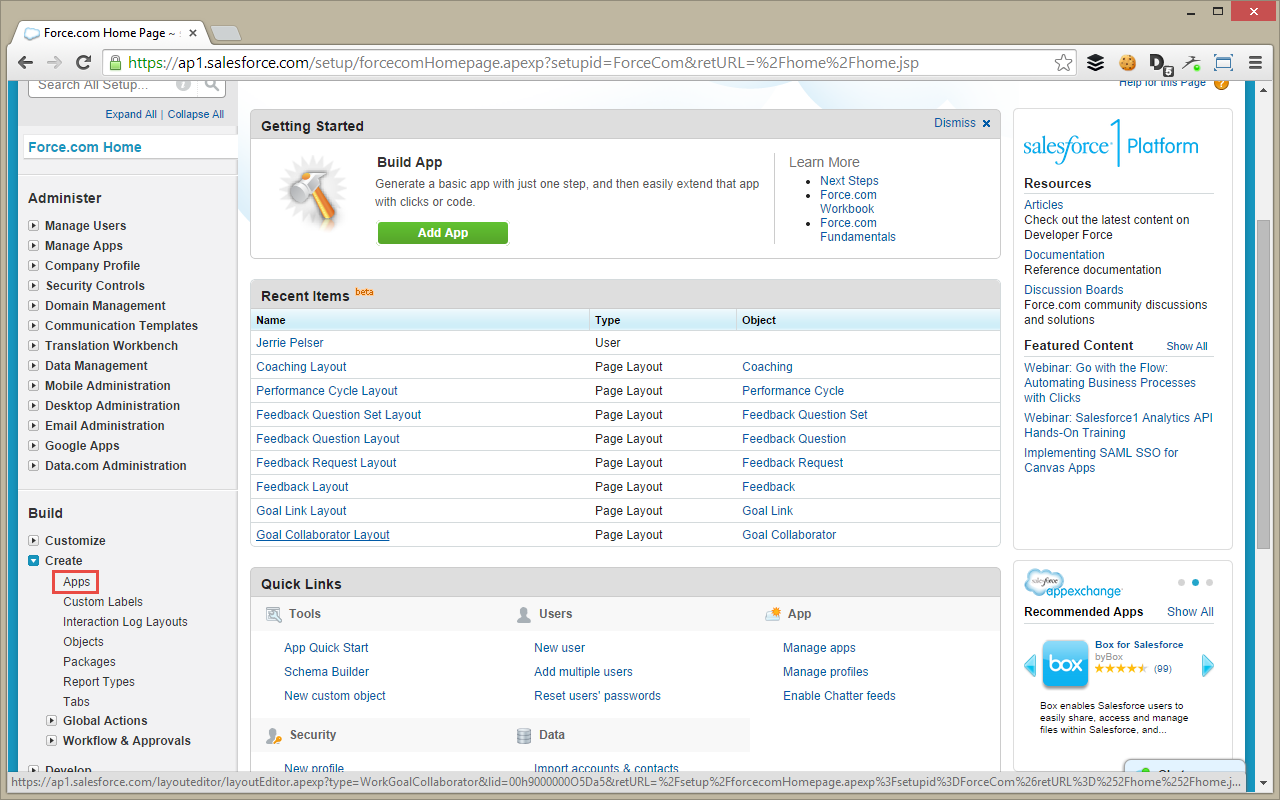 Force.com Home Page ~
https://ap1.salesforce.com/setup/forcecomHomepage.apexp?setupid=ForceCom&retURL=%2Fhome%2Fhome.jsp
D 5
Search All Setup...
Expand All | Collapse All
Force.com Home
Administer
Manage Users
Manage Apps
Company Profile
Security Controls
Domain Management
Communication Templates
Translation Workbench
Data Management
Mobile Administration
Desktop Administration
Email Administration
Google Apps
Data.com Administration
Build
Customize
Create
Apps
Custom Labels
Interaction Log Layouts
Objects
Packages
Report Types
Tabs
Global Actions
Workflow & Approvals
Develop
Help for this Page ?
Getting Started
Dismiss
Build App
Generate a basic app with just one step, and then easily extend that app
with clicks or code.
Add App
Learn More
Next Steps
Force.com
Workbook
Force.com
Fundamentals
Recent Items beta
Name Type Object
Jerrie Pelser User
Coaching Layout Page Layout Coaching
Performance Cycle Layout Page Layout Performance Cycle
Feedback Question Set Layout Page Layout Feedback Question Set
Feedback Question Layout Page Layout Feedback Question
Feedback Request Layout Page Layout Feedback Request
Feedback Layout Page Layout Feedback
Goal Link Layout Page Layout Goal Link
Goal Collaborator Layout Page Layout Goal Collaborator
Quick Links
Tools Users App
App Quick Start New user Manage apps
Schema Builder Add multiple users Manage profiles
New custom object Reset users' passwords Enable Chatter feeds
Security Data
New profile Import accounts & contacts
salesforce1 Platform
Resources
Articles
Check out the latest content on
Developer Force
Documentation
Reference documentation
Discussion Boards
Force.com community discussions
and solutions
Featured Content Show All
Webinar: Go with the Flow:
Automating Business Processes
with Clicks
Webinar: Salesforce1 Analytics API
Hands-On Training
Implementing SAML SSO for
Canvas Apps
salesforce
appexchange
Recommended Apps Show All
box
Box for Salesforce
byBox
(99)
Box enables Salesforce users to
easily share, access and manage
files within Salesforce, and...
https://ap1.salesforce.com/layouteditor/layoutEditor.apexp?type=WorkGoalCollaborator&lid=00h9000000O5Da5&retURL=%2Fsetup%2FforcecomHomepage.apexp%3Fsetupid%3DForceCom%26retURL%3D%252Fhome%252Fhome.j...